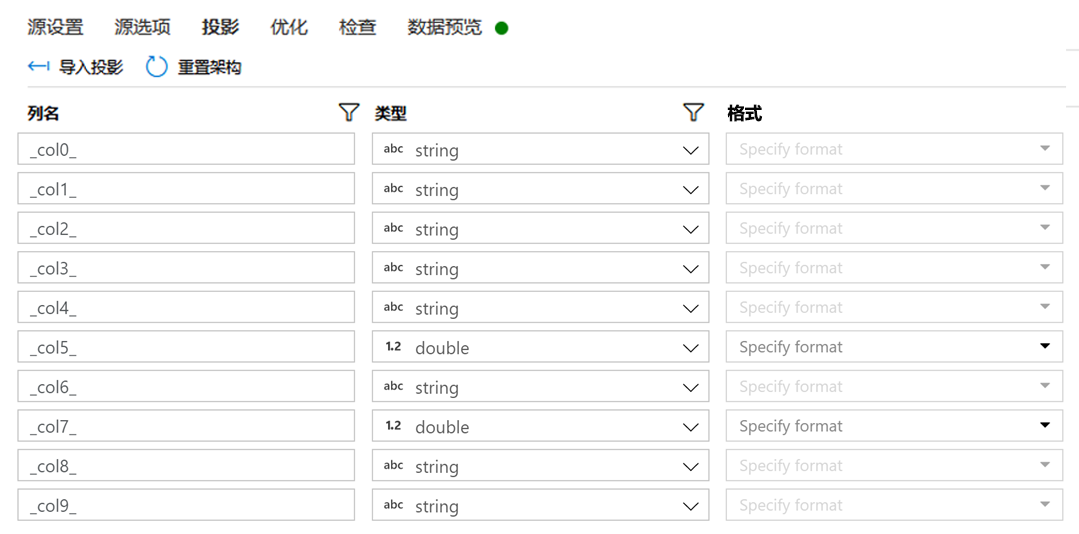 源设置 源选项 投影 优化 检查 数据预览
导入投影 重置架构
列名 类型 格式
_col0_ abc string Specify format
_col1_ abc string Specify format
_col2_ abc string Specify format
_col3_ abc string Specify format
_col4_ abc string Specify format
_col5_ 1.2 double Specify format
_col6_ abc string Specify format
_col7_ 1.2 double Specify format
_col8_ abc string Specify format
_col9_ abc string Specify format